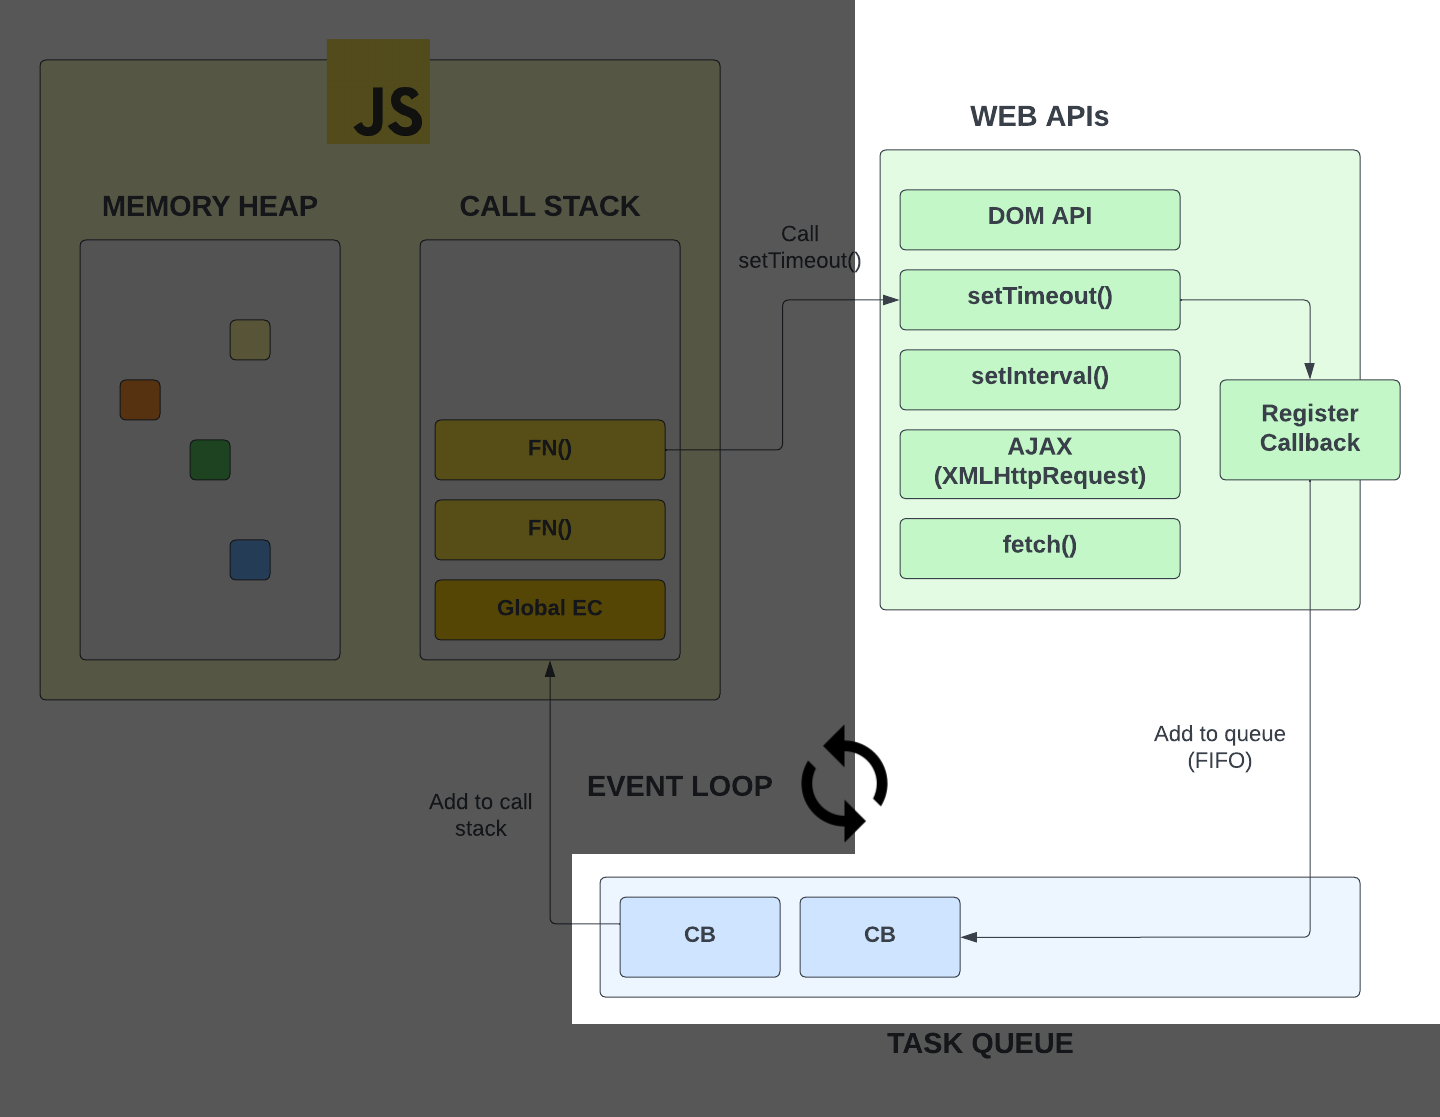 JS
MEMORY HEAP
CALL STACK
FN()
FN()
Global EC
Call
setTimeout()
WEB APIs
DOM API
setTimeout()
setInterval()
AJAX
(XMLHttpRequest)
fetch()
Register
Callback
Add to queue
(FIFO)
EVENT LOOP
Add to call
stack
CB
CB
TASK QUEUE